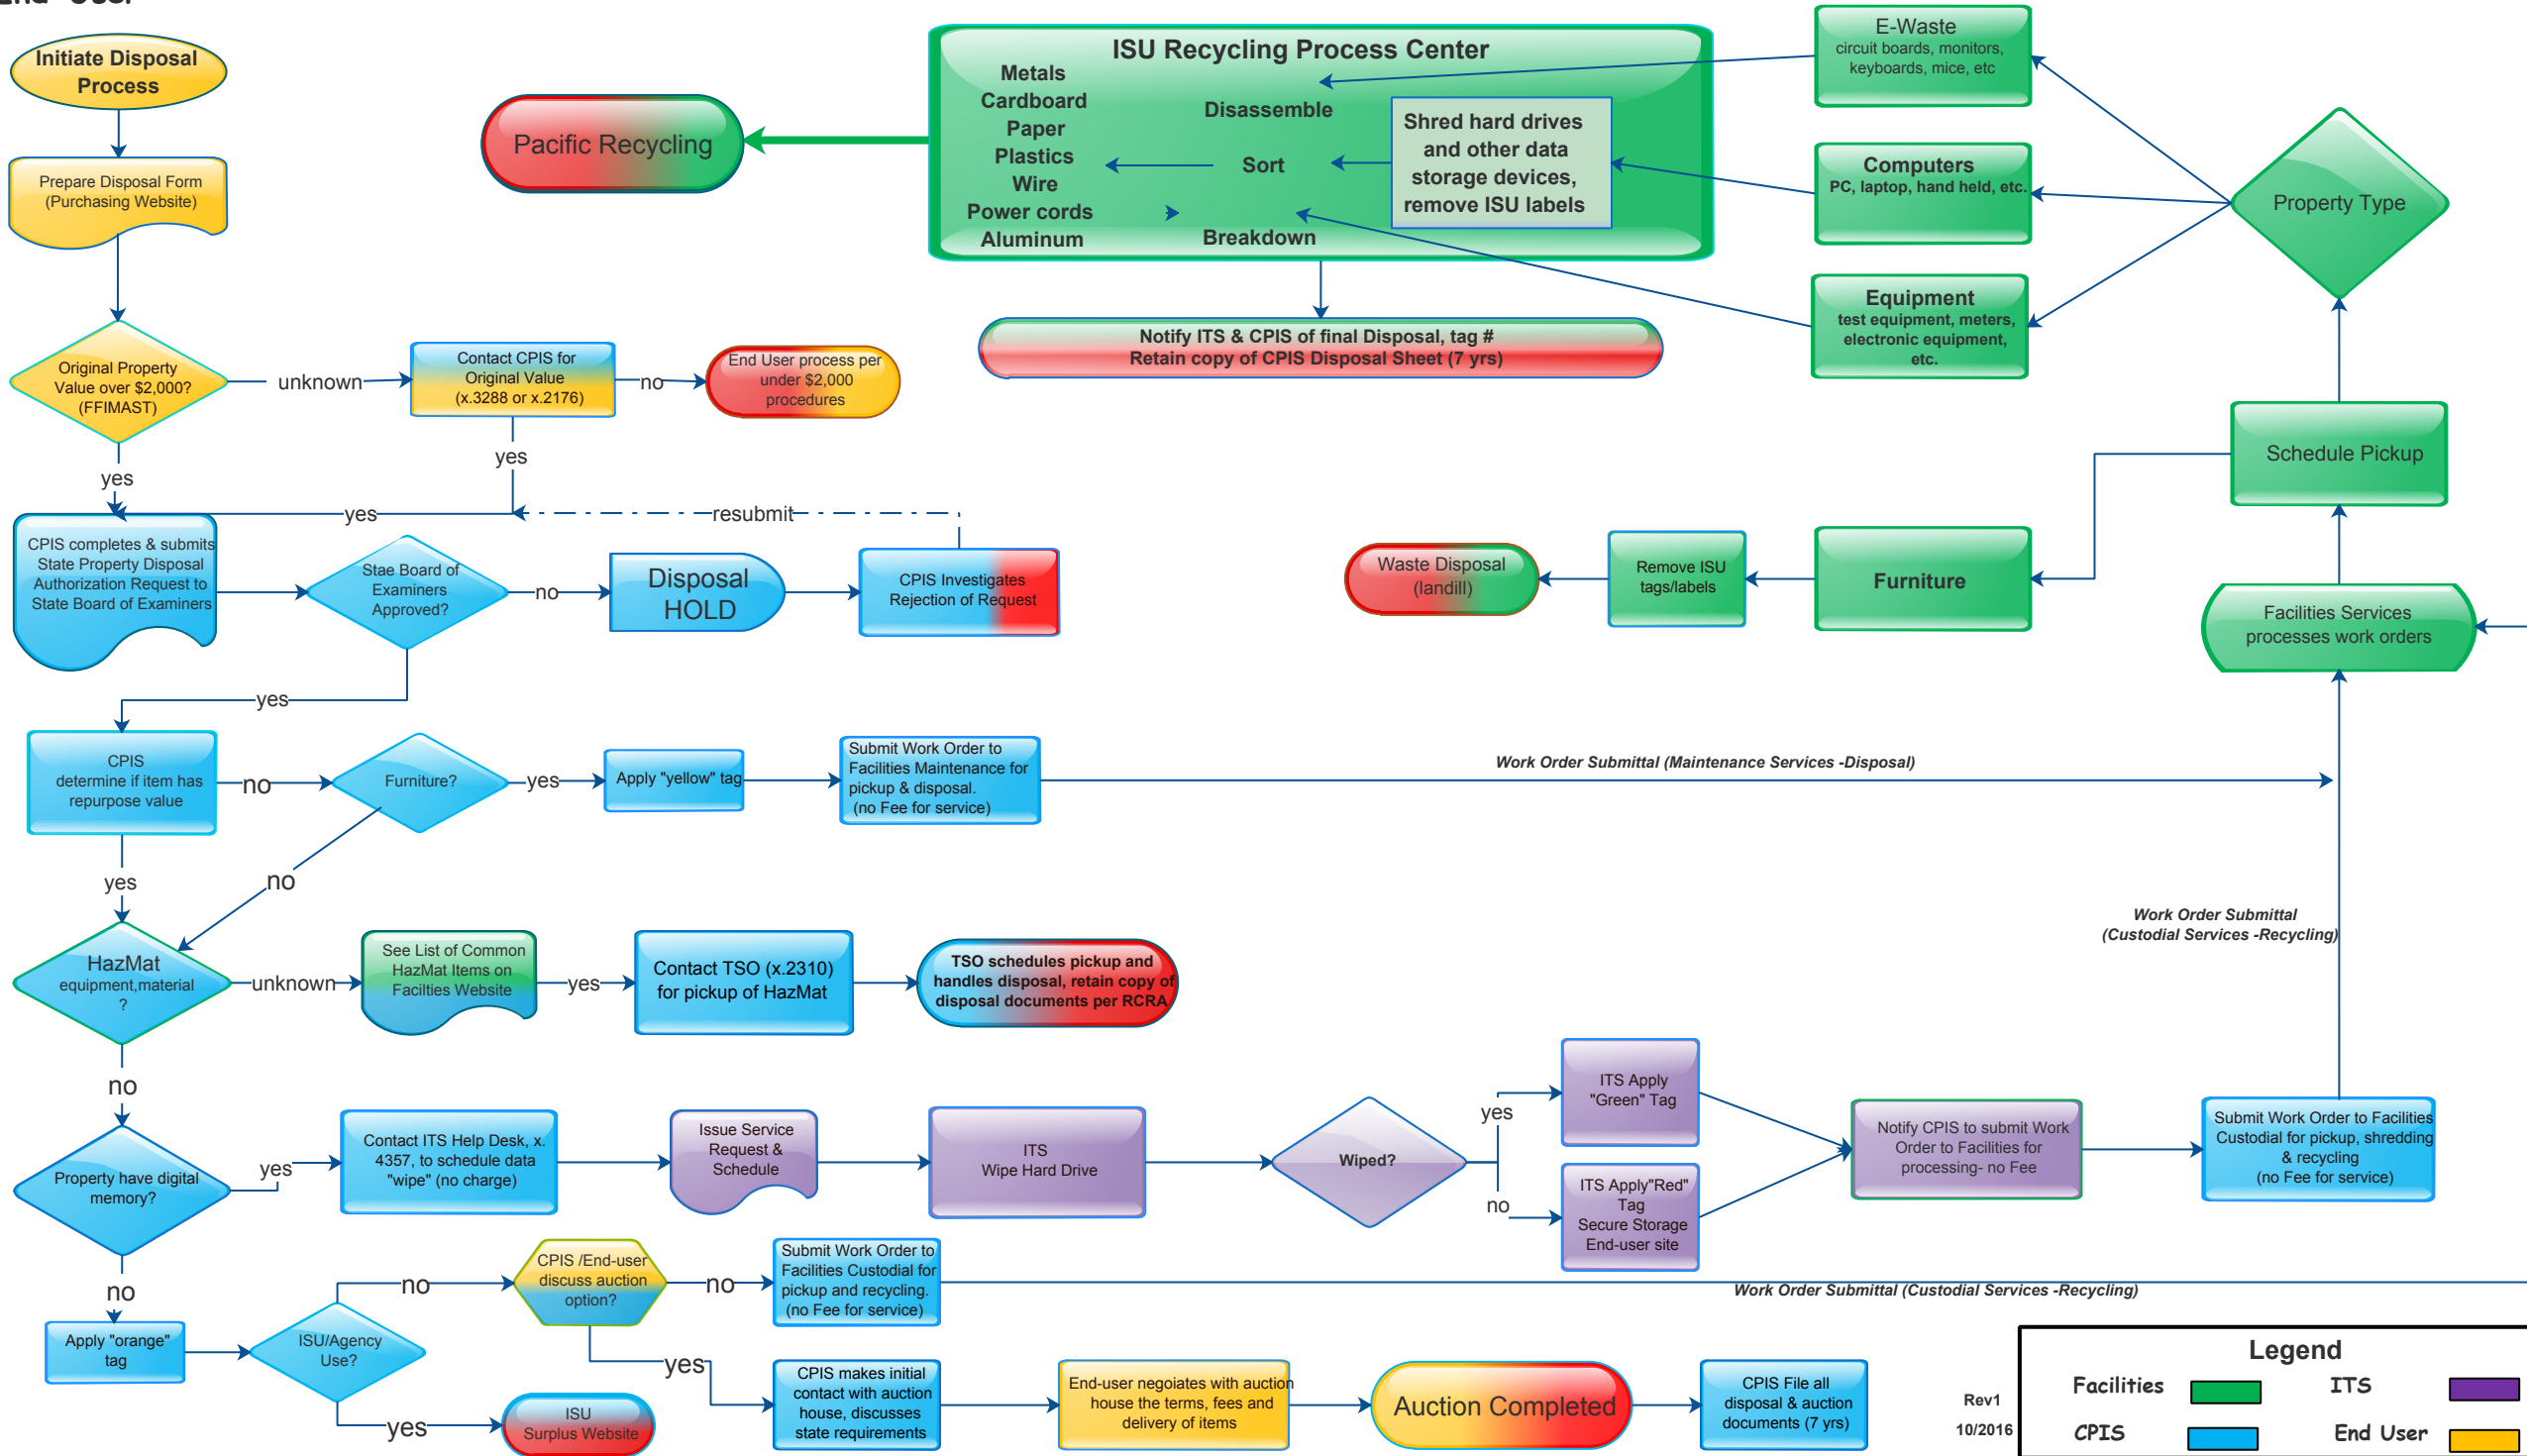 End User
Initiate Disposal
Process
Prepare Disposal Form
(Purchasing Website)
Original Property
Value over $2,000?
(FFIMAST)
unknown
Contact CPIS for
Original Value
(x.3288 or x.2176)
no
End User process per
under $2,000
procedures
yes
yes
yes
resubmit
Pacific Recycling
ISU Recycling Process Center
Metals
Cardboard
Paper
Plastics
Wire
Power cords
Aluminum
Disassemble
Sort
Breakdown
Shred hard drives
and other data
storage devices,
remove ISU labels
Notify ITS & CPIS of final Disposal, tag #
Retain copy of CPIS Disposal Sheet (7 yrs)
E-Waste
circuit boards, monitors,
keyboards, mice, etc
Computers
PC, laptop, hand held, etc.
Equipment
test equipment, meters,
electronic equipment,
etc.
Property Type
Schedule Pickup
CPIS completes & submits
State Property Disposal
Authorization Request to
State Board of Examiners
Stae Board of
Examiners
Approved?
no
Disposal
HOLD
CPIS Investigates
Rejection of Request
Waste Disposal
(landill)
Remove ISU
tags/labels
Furniture
Facilities Services
processes work orders
yes
CPIS
determine if item has
repurpose value
no
Furniture?
yes
Apply "yellow" tag
Submit Work Order to
Facilities Maintenance for
pickup & disposal.
(no Fee for service)
Work Order Submittal (Maintenance Services -Disposal)
yes
no
HazMat
equipment,material
?
unknown
See List of Common
HazMat Items on
Facilties Website
yes
Contact TSO (x.2310)
for pickup of HazMat
TSO schedules pickup and
handles disposal, retain copy of
disposal documents per RCRA
Work Order Submittal
(Custodial Services -Recycling)
no
Property have digital
memory?
yes
Contact ITS Help Desk, x.
4357, to schedule data
"wipe" (no charge)
Issue Service
Request &
Schedule
ITS
Wipe Hard Drive
Wiped?
yes
no
ITS Apply
"Green" Tag
ITS Apply"Red"
Tag
Secure Storage
End-user site
Notify CPIS to submit Work
Order to Facilities for
processing- no Fee
Submit Work Order to Facilities
Custodial for pickup, shredding
& recycling
(no Fee for service)
no
Apply "orange"
tag
ISU/Agency
Use?
no
CPIS /End-user
discuss auction
option?
no
Submit Work Order to
Facilities Custodial for
pickup and recycling.
(no Fee for service)
Work Order Submittal (Custodial Services -Recycling)
yes
ISU
Surplus Website
yes
CPIS makes initial
contact with auction
house, discusses
state requirements
End-user negoiates with auction
house the terms, fees and
delivery of items
Auction Completed
CPIS File all
disposal & auction
documents (7 yrs)
Rev1
10/2016
Legend
Facilities
ITS
CPIS
End User